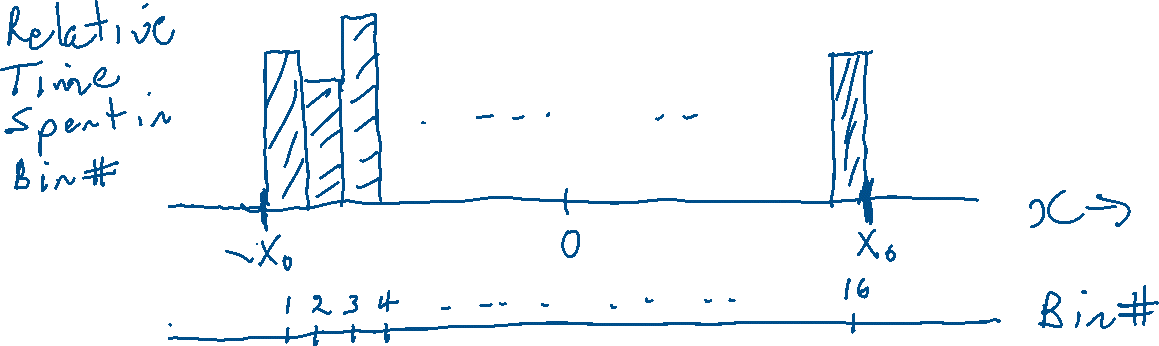 Relative
Time
Spent in
Bin#
x →
-X₀ 0 X₀
1 2 3 4 16
Bin#